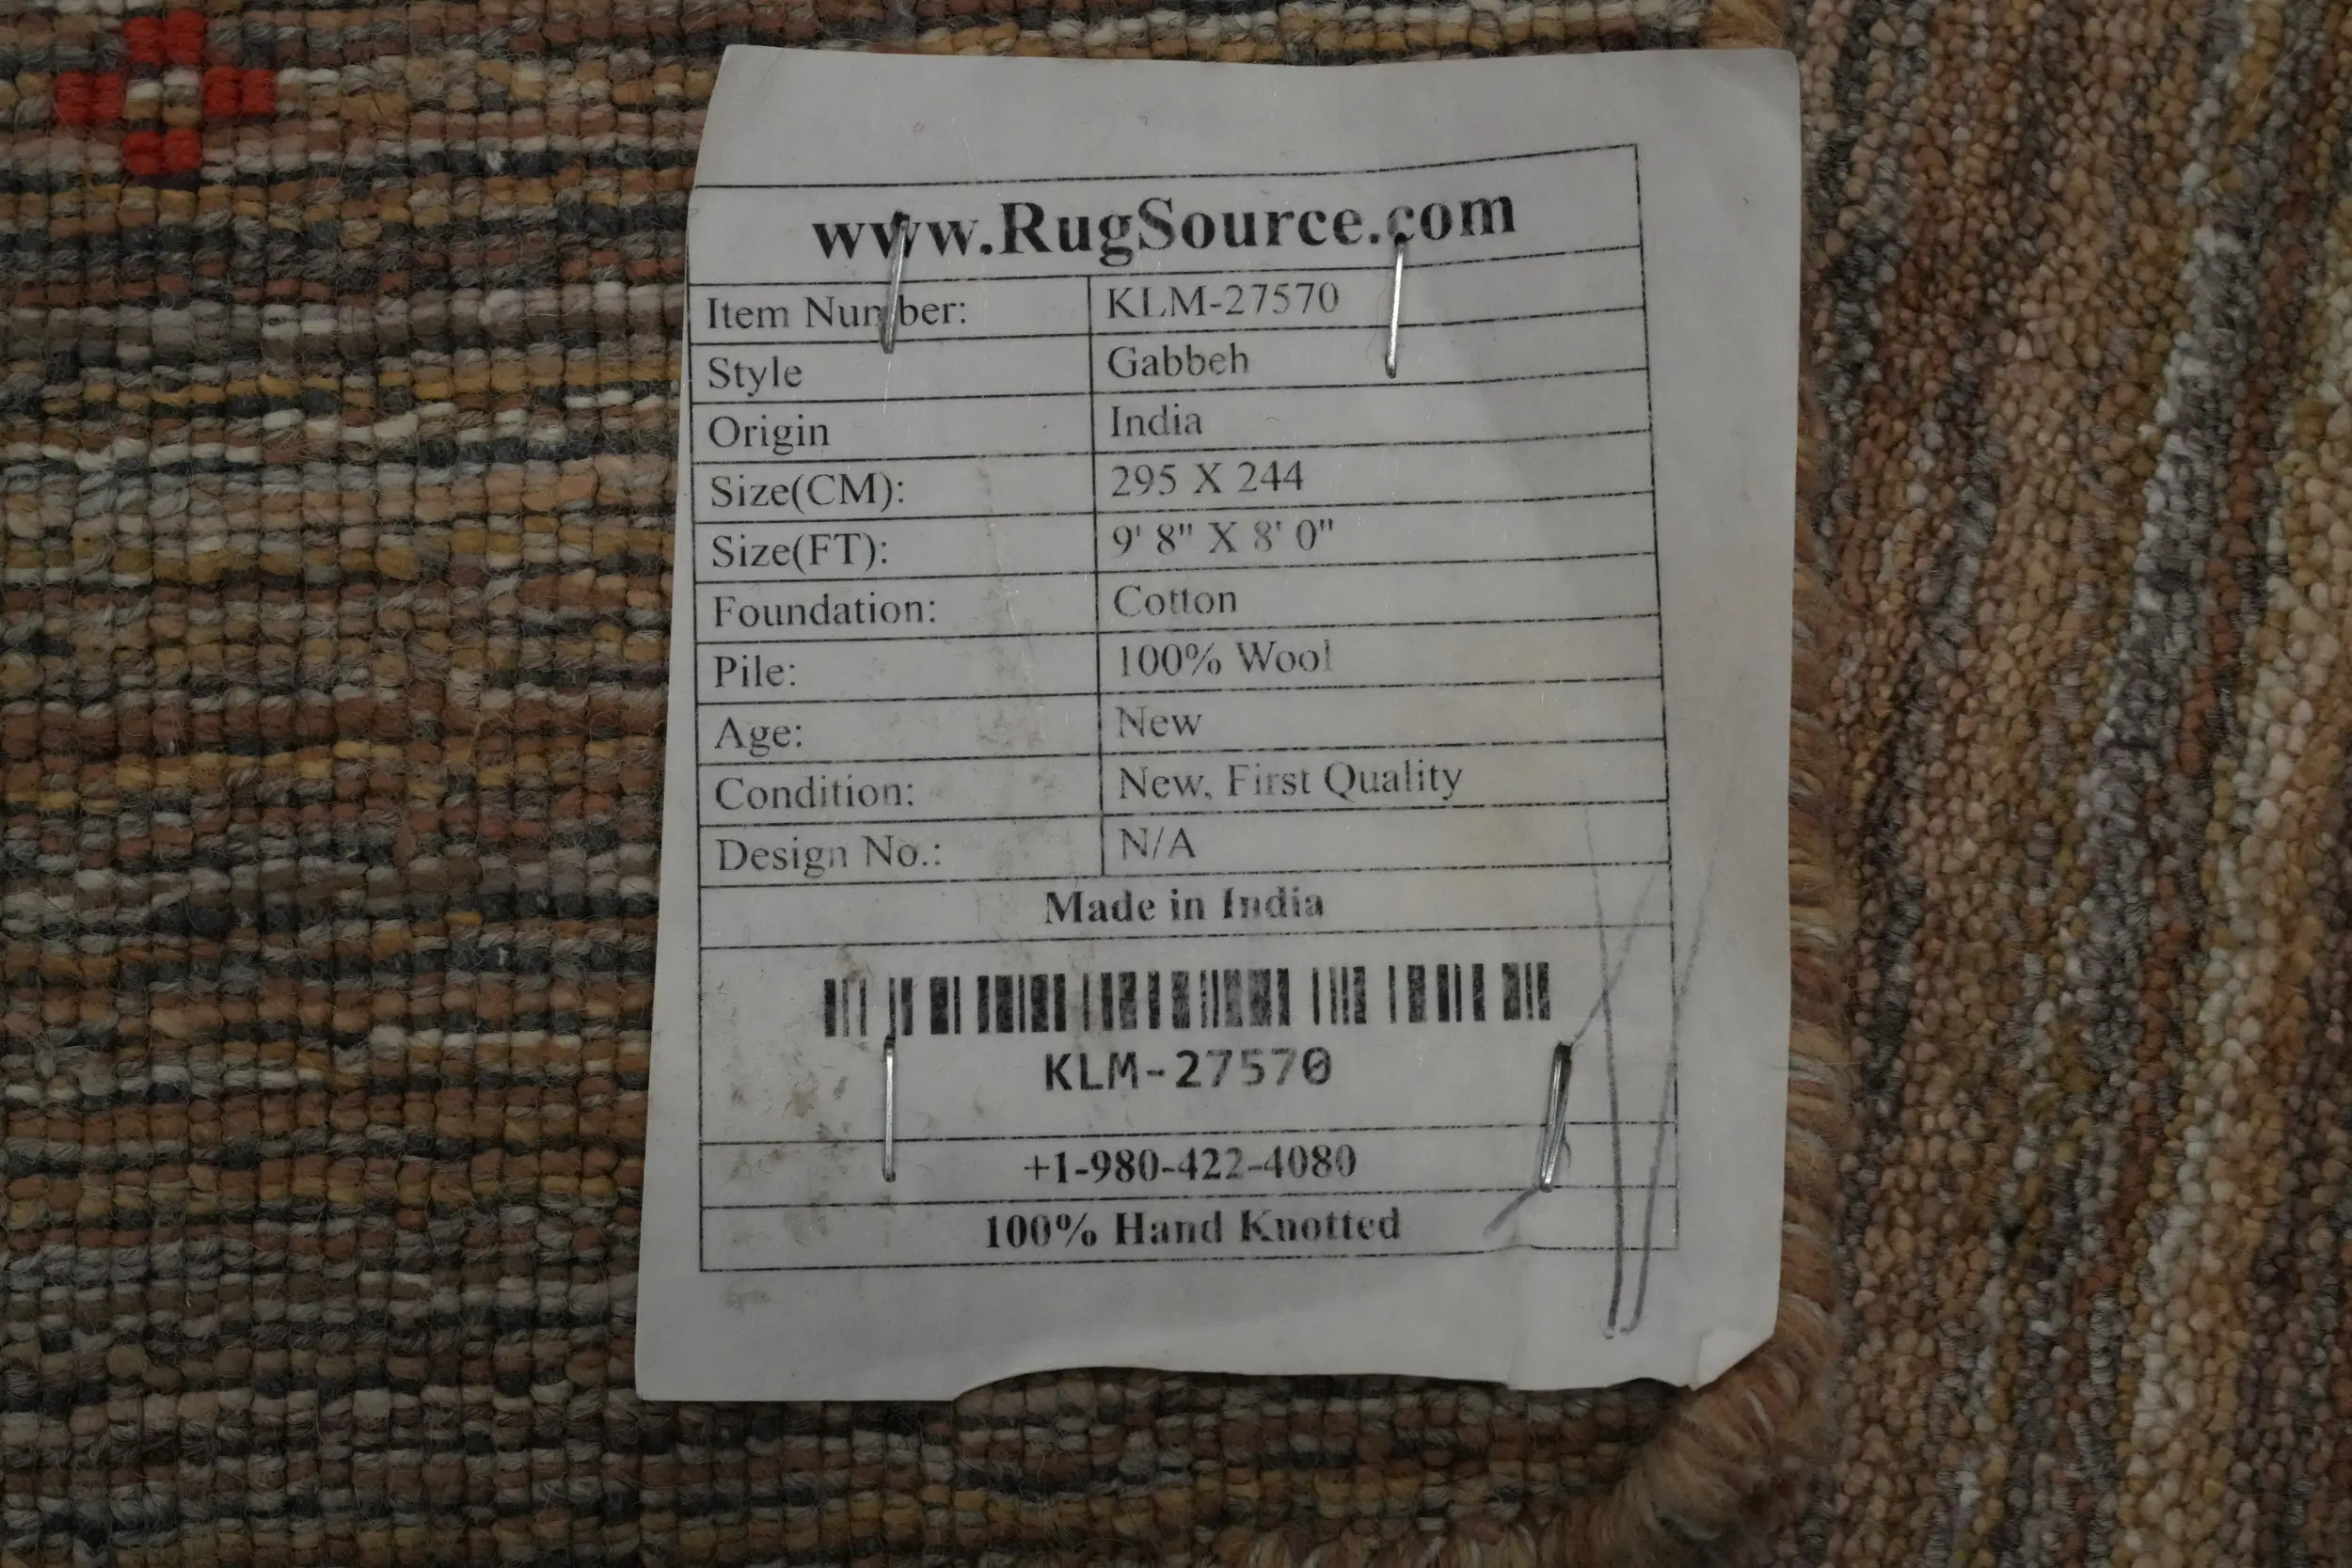 www.RugSource.com
Item Number: KLM-27570
Style Gabbeh
Origin India
Size(CM): 295 X 244
Size(FT): 9' 8" X 8' 0"
Foundation: Cotton
Pile: 100% Wool
Age: New
Condition: New, First Quality
Design No.: N/A
Made in India
KLM-27570
+1-980-422-4080
100% Hand Knotted